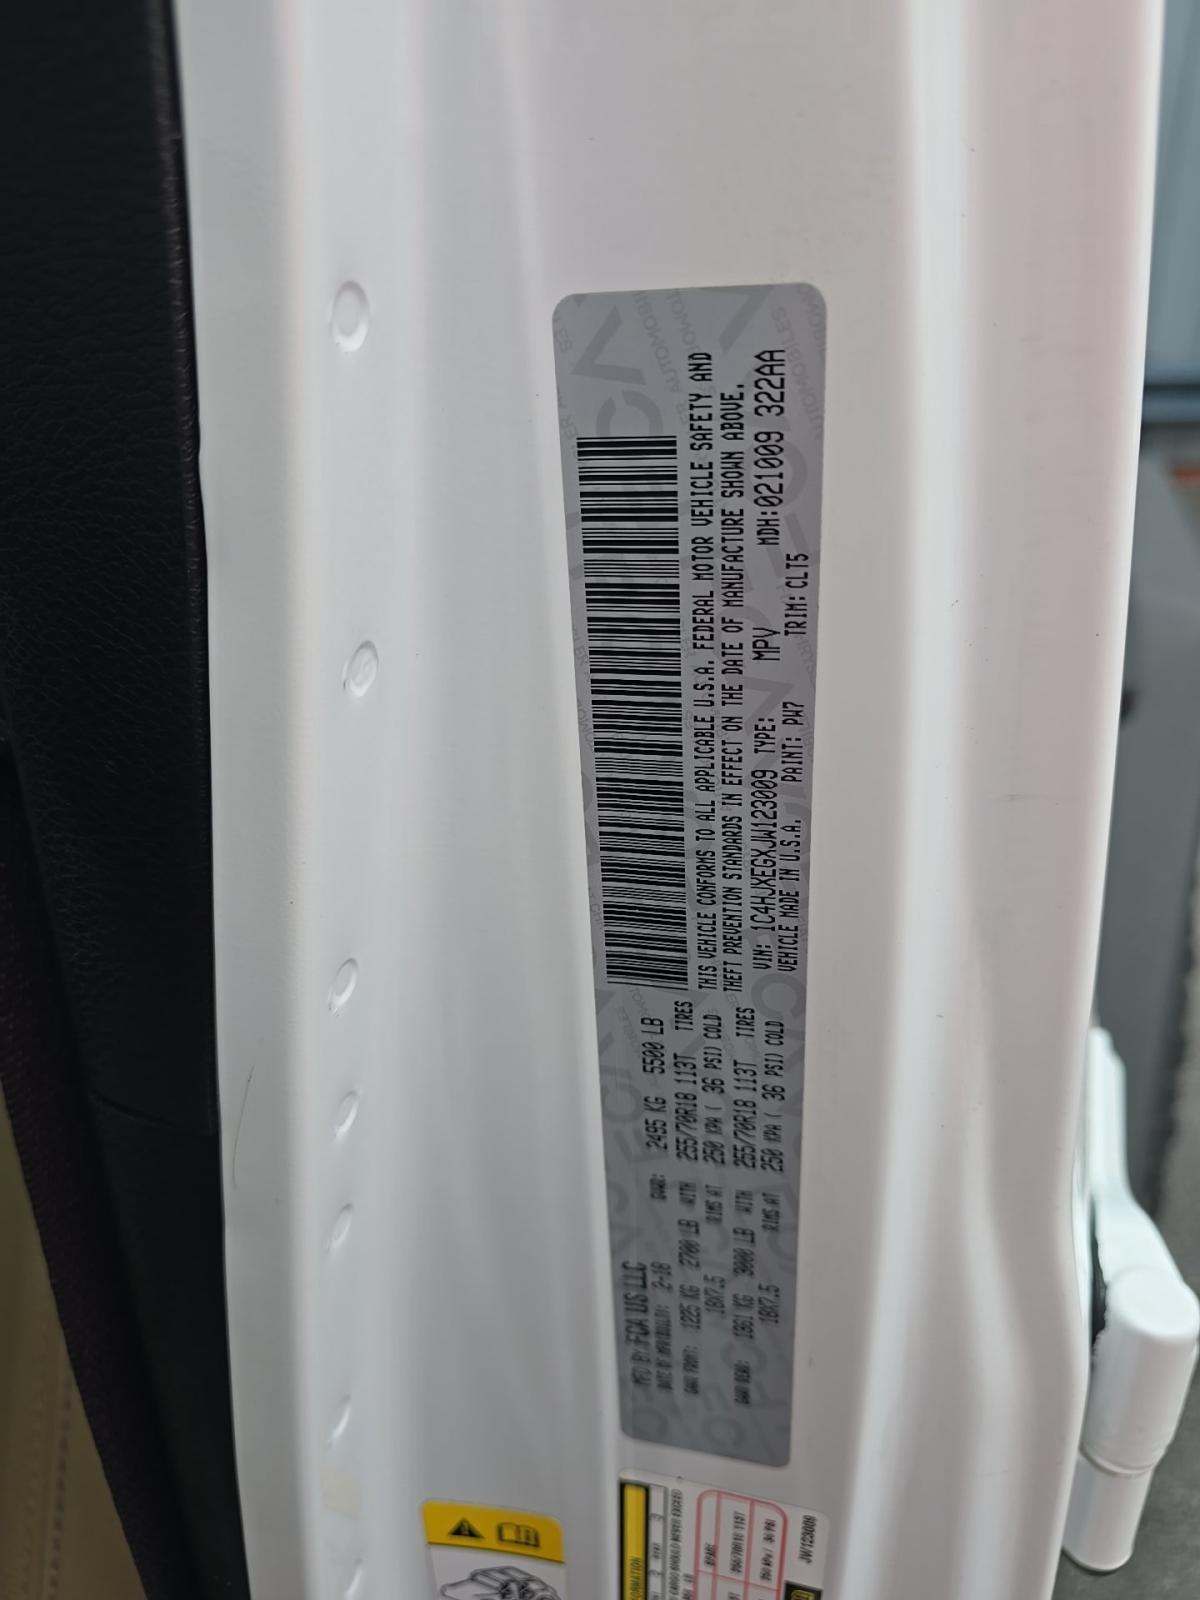 MFD BY: FCA US LLC
DATE OF MFR: 2-18 GVWR: 2495 KG 5500 LB
GAWR FRONT: 1225 KG 2700 LB WITH 255/70R18 113T TIRES
18X7.5 RIMS AT 250 KPA ( 36 PSI) COLD
GAWR REAR: 1361 KG 3000 LB WITH 255/70R18 113T TIRES
18X7.5 RIMS AT 250 KPA ( 36 PSI) COLD
THIS VEHICLE CONFORMS TO ALL APPLICABLE U.S.A. FEDERAL MOTOR VEHICLE SAFETY AND
THEFT PREVENTION STANDARDS IN EFFECT ON THE DATE OF MANUFACTURE SHOWN ABOVE.
VIN: 1C4HJXEGXJW123009 TYPE: MPV MDH:021009 322AA
VEHICLE MADE IN U.S.A. PAINT: PW7 TRIM: CLT5
JW123009